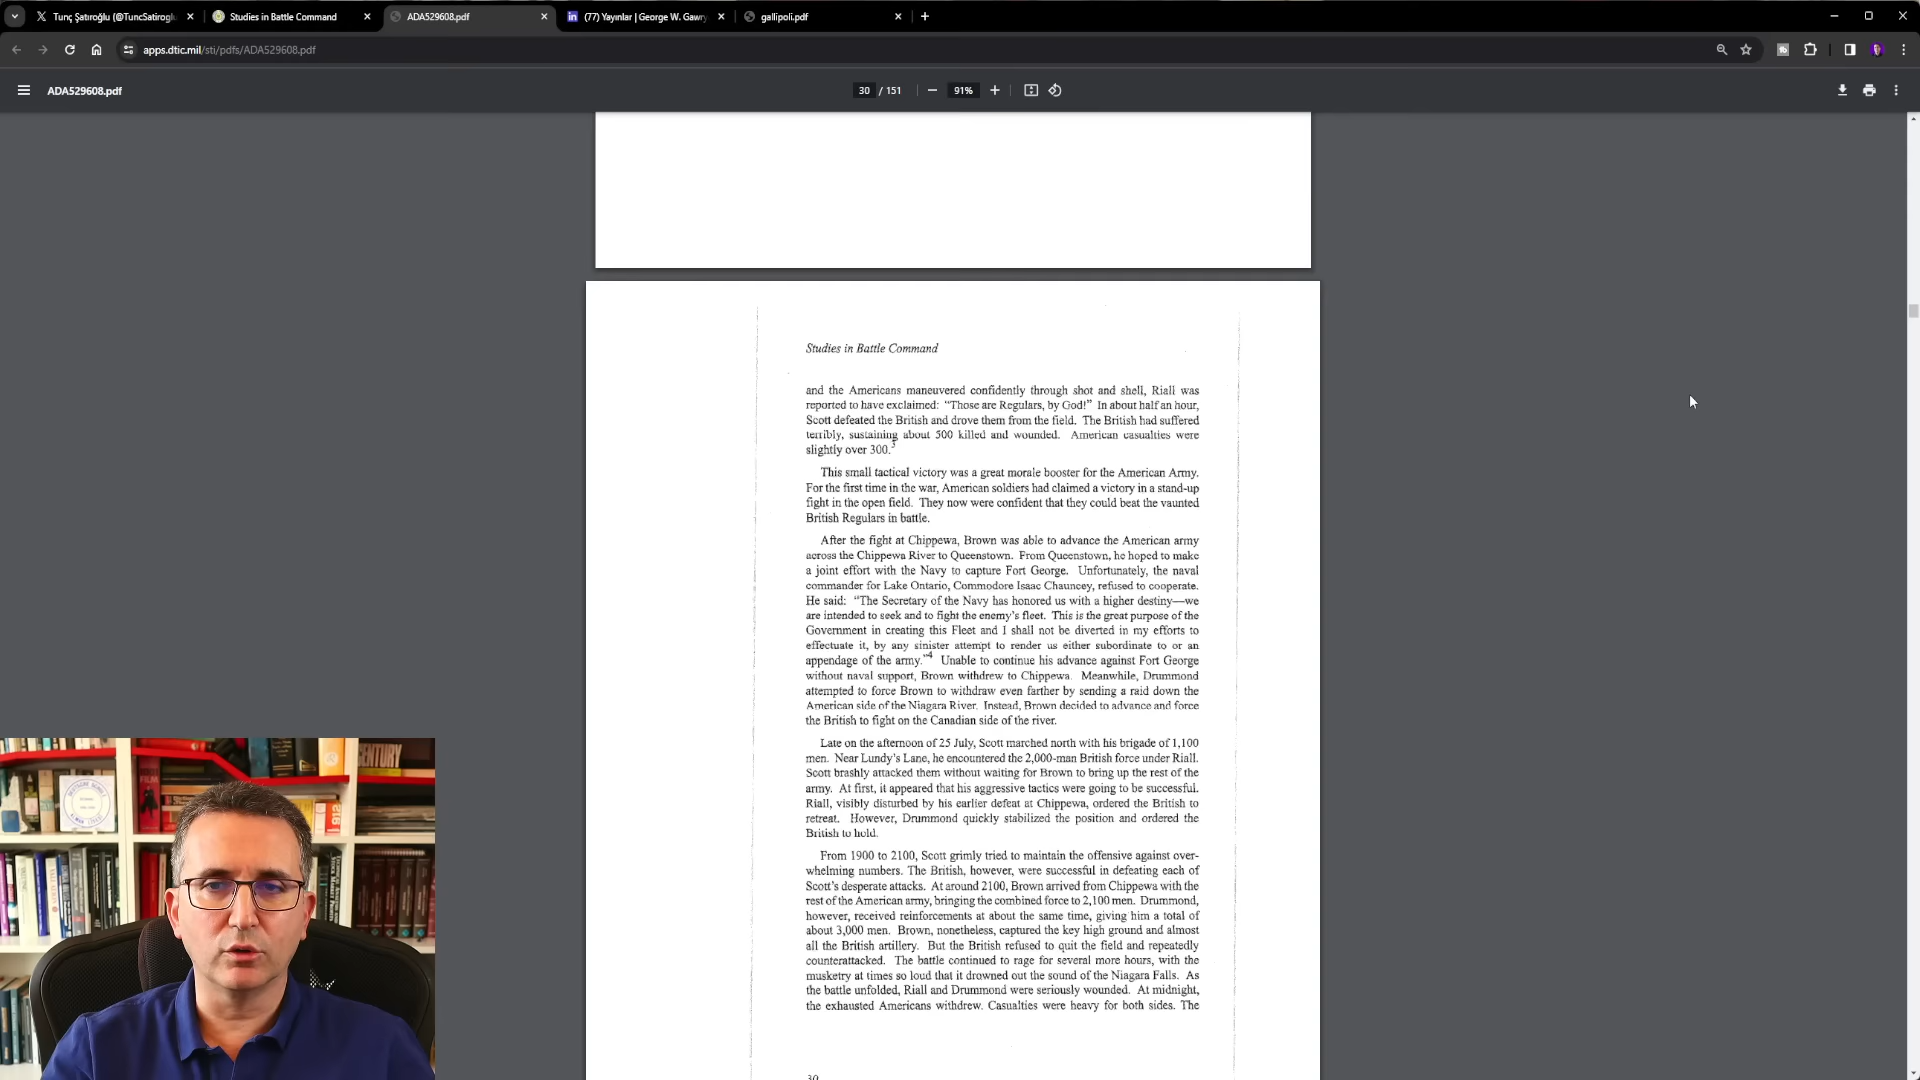 Tunç Şatıroğlu (@TuncSatiroglu
Studies in Battle Command
ADA529608.pdf
(77) Yayınlar | George W. Gawry
gallipoli.pdf
apps.dtic.mil/sti/pdfs/ADA529608.pdf
ADA529608.pdf
30 / 151
91%
Studies in Battle Command
and the Americans maneuvered confidently through shot and shell, Riall was
reported to have exclaimed: “Those are Regulars, by God!” In about half an hour,
Scott defeated the British and drove them from the field. The British had suffered
terribly, sustaining about 500 killed and wounded. American casualties were
slightly over 300.3
This small tactical victory was a great morale booster for the American Army.
For the first time in the war, American soldiers had claimed a victory in a stand-up
fight in the open field. They now were confident that they could beat the vaunted
British Regulars in battle.
After the fight at Chippewa, Brown was able to advance the American army
across the Chippewa River to Queenstown. From Queenstown, he hoped to make
a joint effort with the Navy to capture Fort George. Unfortunately, the naval
commander for Lake Ontario, Commodore Isaac Chauncey, refused to cooperate.
He said: “The Secretary of the Navy has honored us with a higher destiny—we
are intended to seek and to fight the enemy’s fleet. This is the great purpose of the
Government in creating this Fleet and I shall not be diverted in my efforts to
effectuate it, by any sinister attempt to render us either subordinate to or an
appendage of the army.”4 Unable to continue his advance against Fort George
without naval support, Brown withdrew to Chippewa. Meanwhile, Drummond
attempted to force Brown to withdraw even farther by sending a raid down the
American side of the Niagara River. Instead, Brown decided to advance and force
the British to fight on the Canadian side of the river.
Late on the afternoon of 25 July, Scott marched north with his brigade of 1,100
men. Near Lundy’s Lane, he encountered the 2,000-man British force under Riall.
Scott brashly attacked them without waiting for Brown to bring up the rest of the
army. At first, it appeared that his aggressive tactics were going to be successful.
Riall, visibly disturbed by his earlier defeat at Chippewa, ordered the British to
retreat. However, Drummond quickly stabilized the position and ordered the
British to hold.
From 1900 to 2100, Scott grimly tried to maintain the offensive against over-
whelming numbers. The British, however, were successful in defeating each of
Scott’s desperate attacks. At around 2100, Brown arrived from Chippewa with the
rest of the American army, bringing the combined force to 2,100 men. Drummond,
however, received reinforcements at about the same time, giving him a total of
about 3,000 men. Brown, nonetheless, captured the key high ground and almost
all the British artillery. But the British refused to quit the field and repeatedly
counterattacked. The battle continued to rage for several more hours, with the
musketry at times so loud that it drowned out the sound of the Niagara Falls. As
the battle unfolded, Riall and Drummond were seriously wounded. At midnight,
the exhausted Americans withdrew. Casualties were heavy for both sides. The
30
FILM
CENTURY